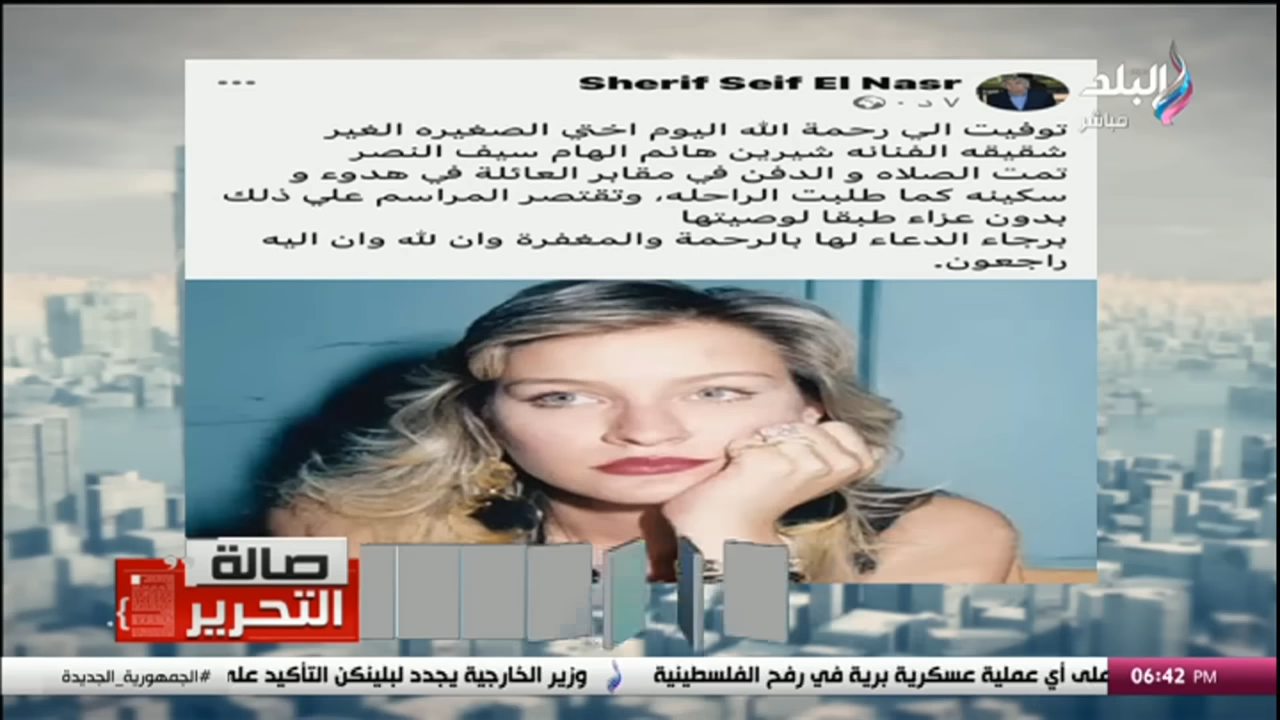 البلد
مباشر
Sherif Seif El Nasr
٧ د
توفيت الي رحمة الله اليوم اختي الصغيره الغير
شقيقه الفنانه شيرين هانم الهام سيف النصر
تمت الصلاه و الدفن في مقابر العائلة في هدوء و
سكينه كما طلبت الراحله، وتقتصر المراسم علي ذلك
بدون عزاء طبقا لوصيتها
برجاء الدعاء لها بالرحمة والمغفرة وان لله وان اليه
راجعون.
صالة
التحرير
على أي عملية عسكرية برية في رفح الفلسطينية
وزير الخارجية يجدد لبلينكن التأكيد على
#الجمهورية_الجديدة
06:42 PM